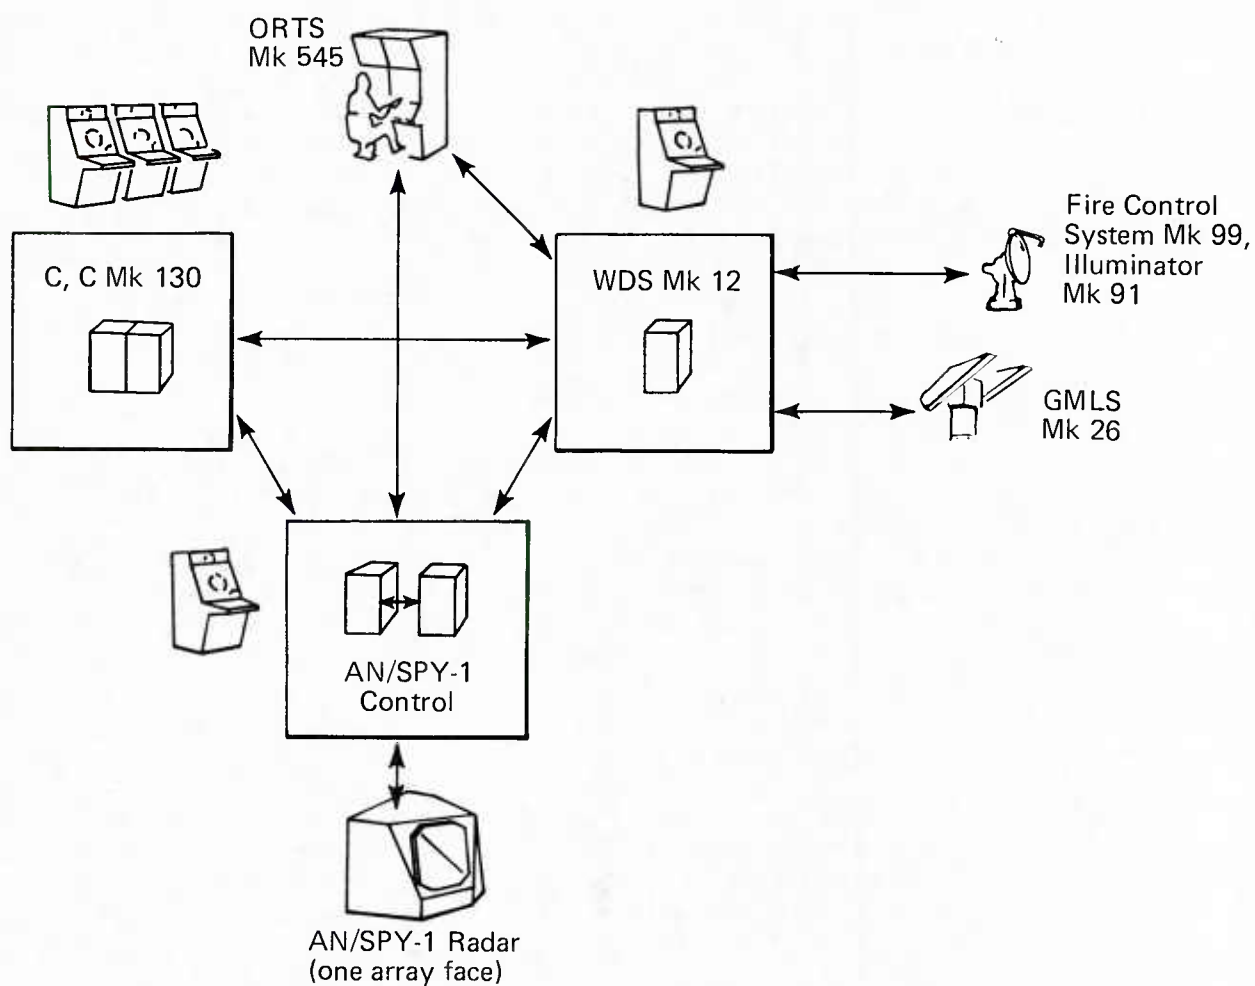 ORTS
Mk 545
C, C Mk 130
WDS Mk 12
Fire Control
System Mk 99,
Illuminator
Mk 91
GMLS
Mk 26
AN/SPY-1
Control
AN/SPY-1 Radar
(one array face)